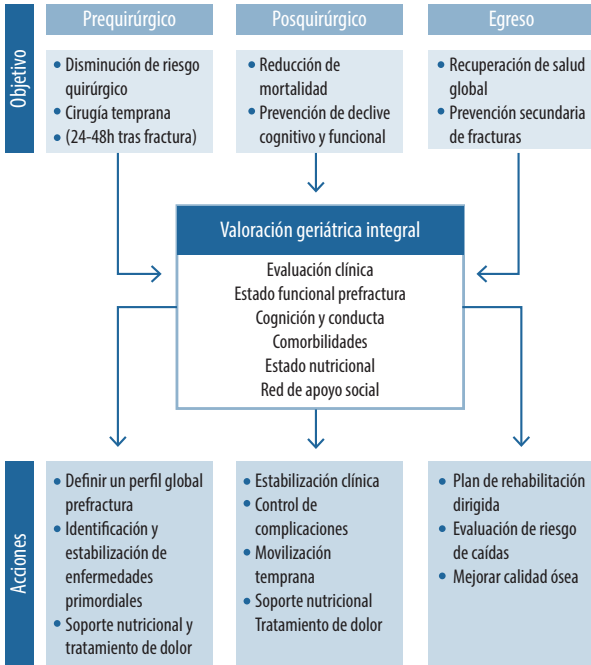 Objetivo
Prequirúrgico
• Disminución de riesgo
quirúrgico
• Cirugía temprana
• (24-48h tras fractura)
Posquirúrgico
• Reducción de
mortalidad
• Prevención de declive
cognitivo y funcional
Egreso
• Recuperación de salud
global
• Prevención secundaria
de fracturas
Valoración geriátrica integral
Evaluación clínica
Estado funcional prefractura
Cognición y conducta
Comorbilidades
Estado nutricional
Red de apoyo social
Acciones
• Definir un perfil global
prefractura
• Identificación y
estabilización de
enfermedades
primordiales
• Soporte nutricional y
tratamiento de dolor
• Estabilización clínica
• Control de
complicaciones
• Movilización
temprana
• Soporte nutricional
Tratamiento de dolor
• Plan de rehabilitación
dirigida
• Evaluación de riesgo
de caídas
• Mejorar calidad ósea